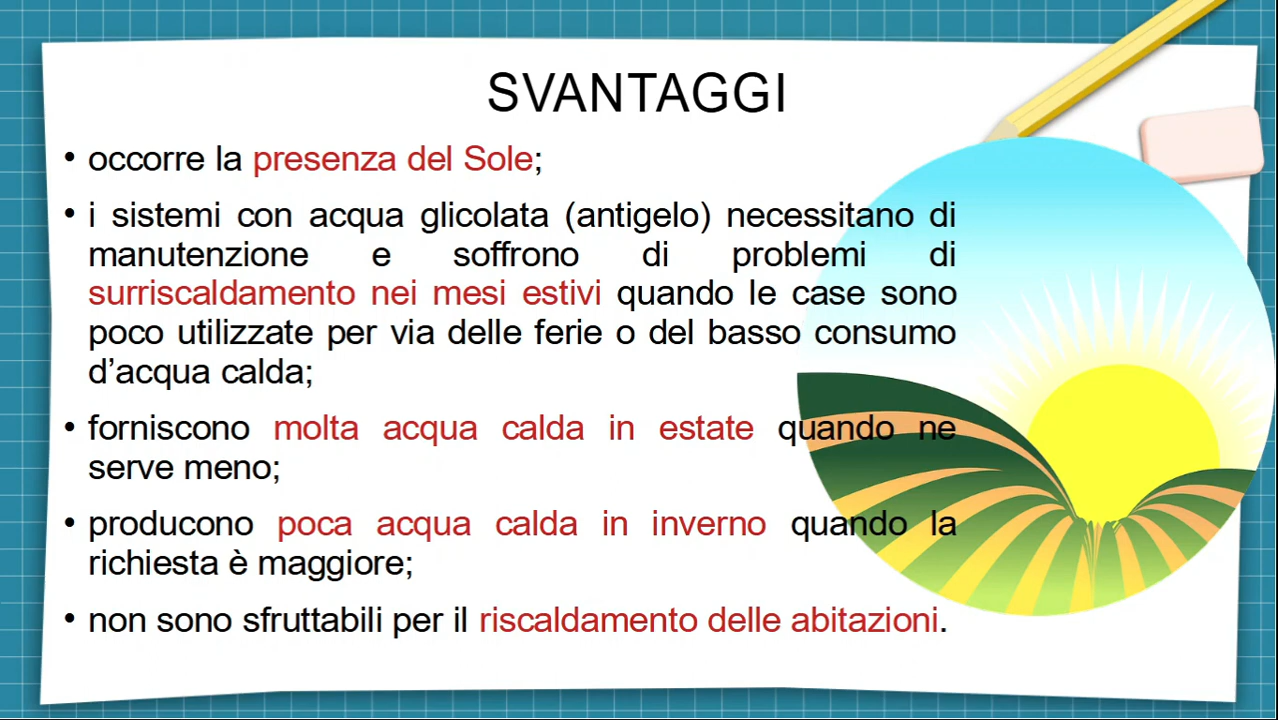 SVANTAGGI
• occorre la presenza del Sole;
• i sistemi con acqua glicolata (antigelo) necessitano di
manutenzione e soffrono di problemi di
surriscaldamento nei mesi estivi quando le case sono
poco utilizzate per via delle ferie o del basso consumo
d’acqua calda;
• forniscono molta acqua calda in estate quando ne
serve meno;
• producono poca acqua calda in inverno quando la
richiesta è maggiore;
• non sono sfruttabili per il riscaldamento delle abitazioni.